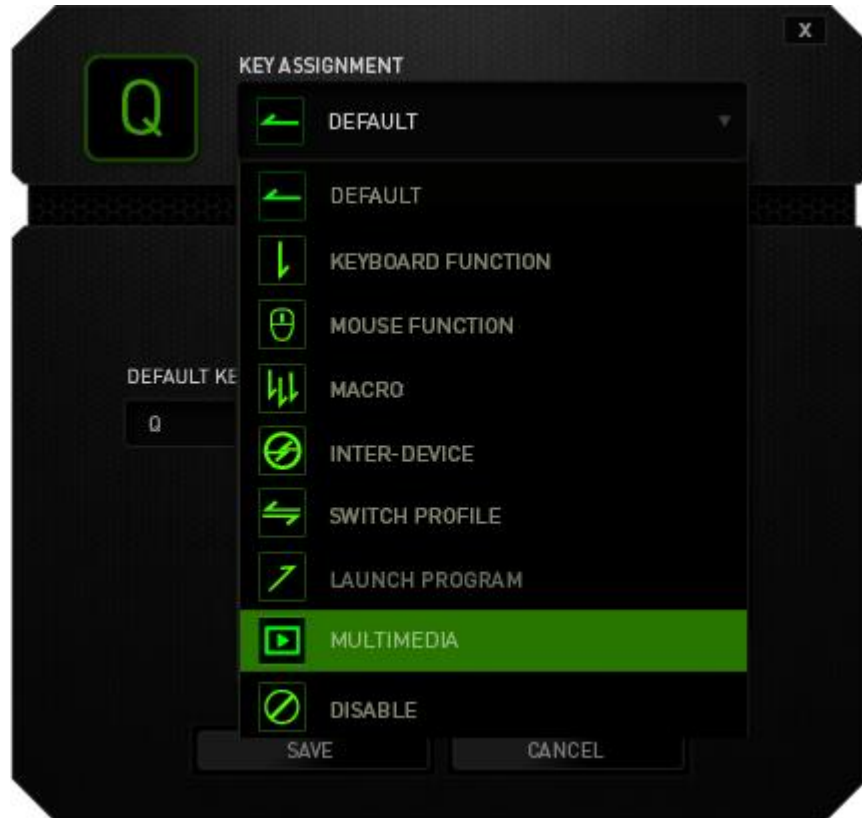 X
KEY ASSIGNMENT
Q
DEFAULT
DEFAULT
KEYBOARD FUNCTION
MOUSE FUNCTION
DEFAULT KE
MACRO
Q
INTER-DEVICE
SWITCH PROFILE
LAUNCH PROGRAM
MULTIMEDIA
DISABLE
SAVE CANCEL